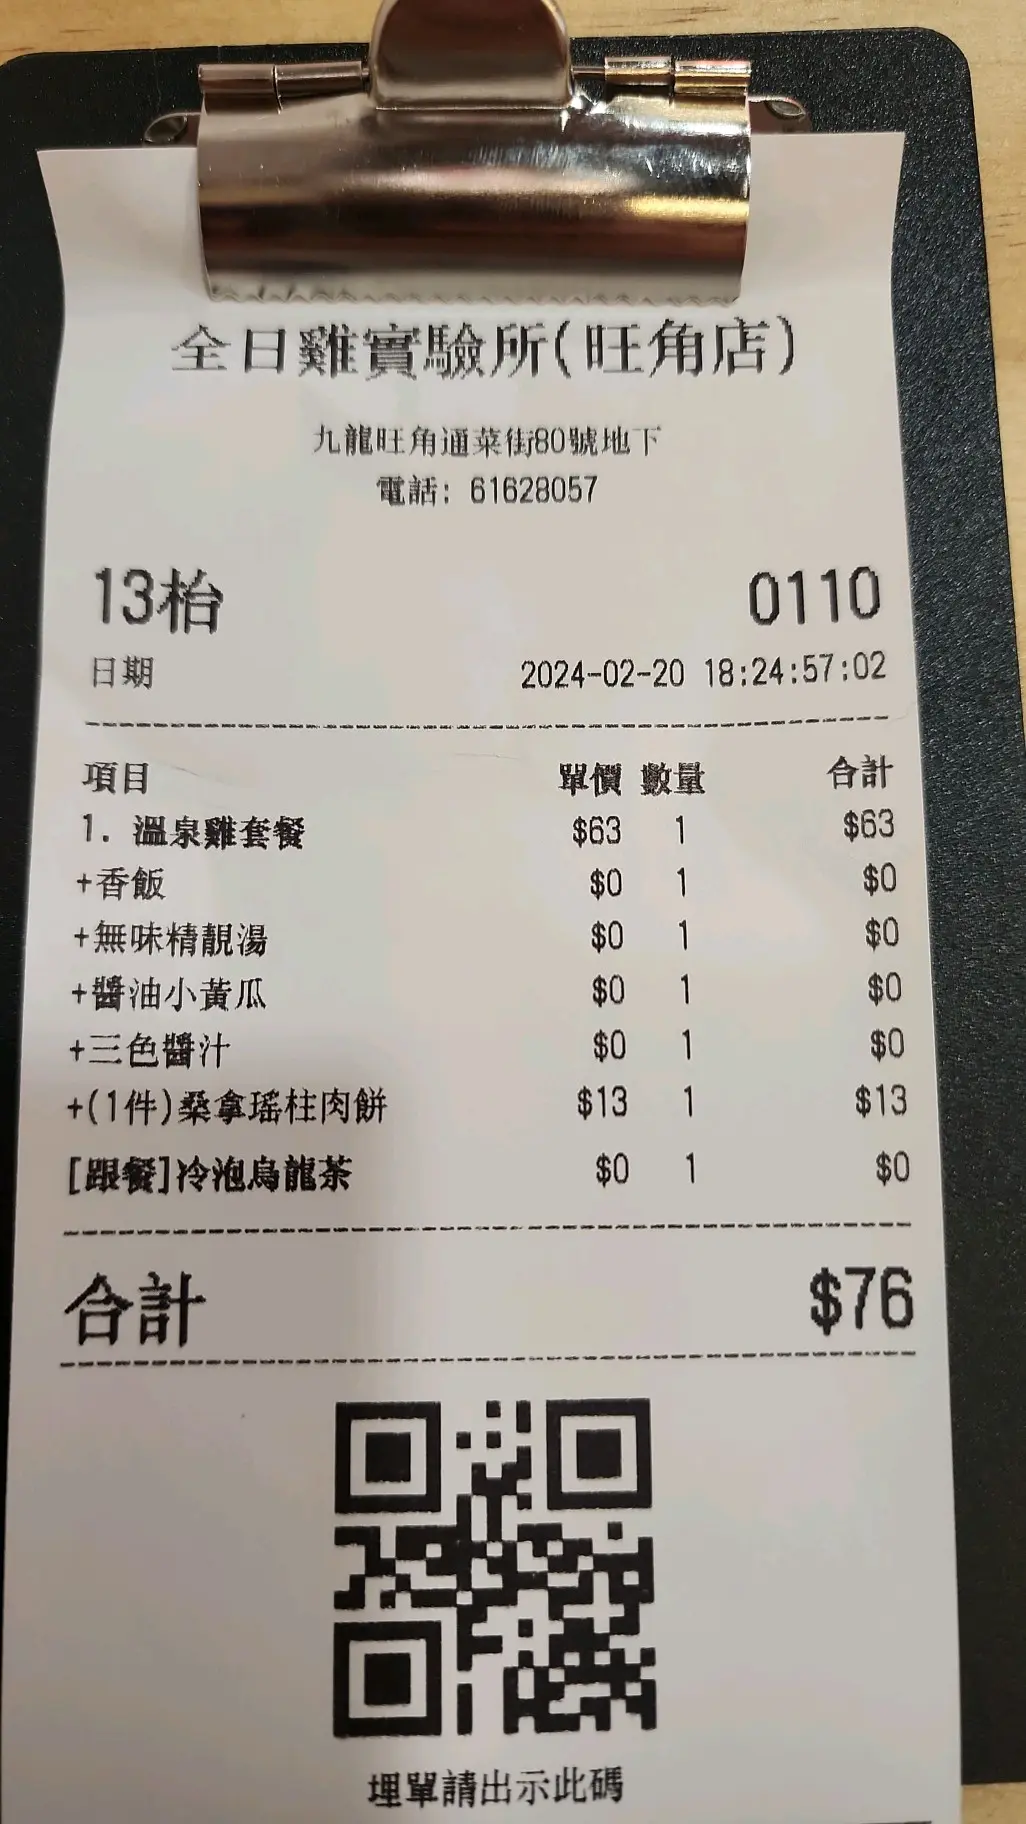 全日雞實驗所(旺角店)
九龍旺角通菜街80號地下
電話: 61628057
13枱 0110
日期 2024-02-20 18:24:57:02
項目 單價 數量 合計
1. 溫泉雞套餐 $63 1 $63
+香飯 $0 1 $0
+無味精靚湯 $0 1 $0
+醬油小黃瓜 $0 1 $0
+三色醬汁 $0 1 $0
+(1件)桑拿瑤柱肉餅 $13 1 $13
[跟餐]冷泡烏龍茶 $0 1 $0
合計 $76
埋單請出示此碼